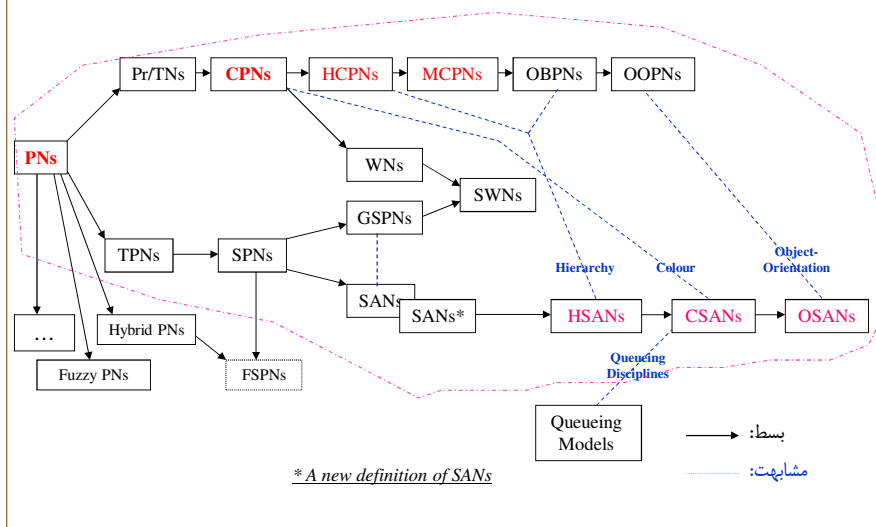 Pr/TNs
CPNs
HCPNs
MCPNs
OBPNs
OOPNs
PNs
WNs
SWNs
GSPNs
TPNs
SPNs
Hierarchy
Colour
Object-
Orientation
SANs
SANs*
HSANs
CSANs
OSANs
...
Hybrid PNs
Fuzzy PNs
FSPNs
Queueing
Disciplines
Queueing
Models
بسط:
مشابهت:
* A new definition of SANs